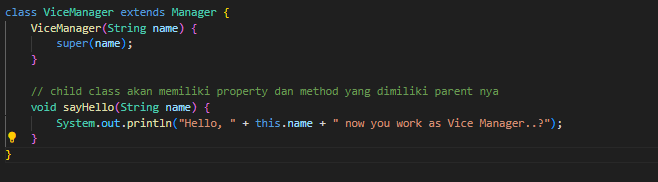 class ViceManager extends Manager {
    ViceManager(String name) {
        super(name);
    }
    // child class akan memiliki property dan method yang dimiliki parent nya
    void sayHello(String name) {
        System.out.println("Hello, " + this.name + " now you work as Vice Manager..?");
    }
}